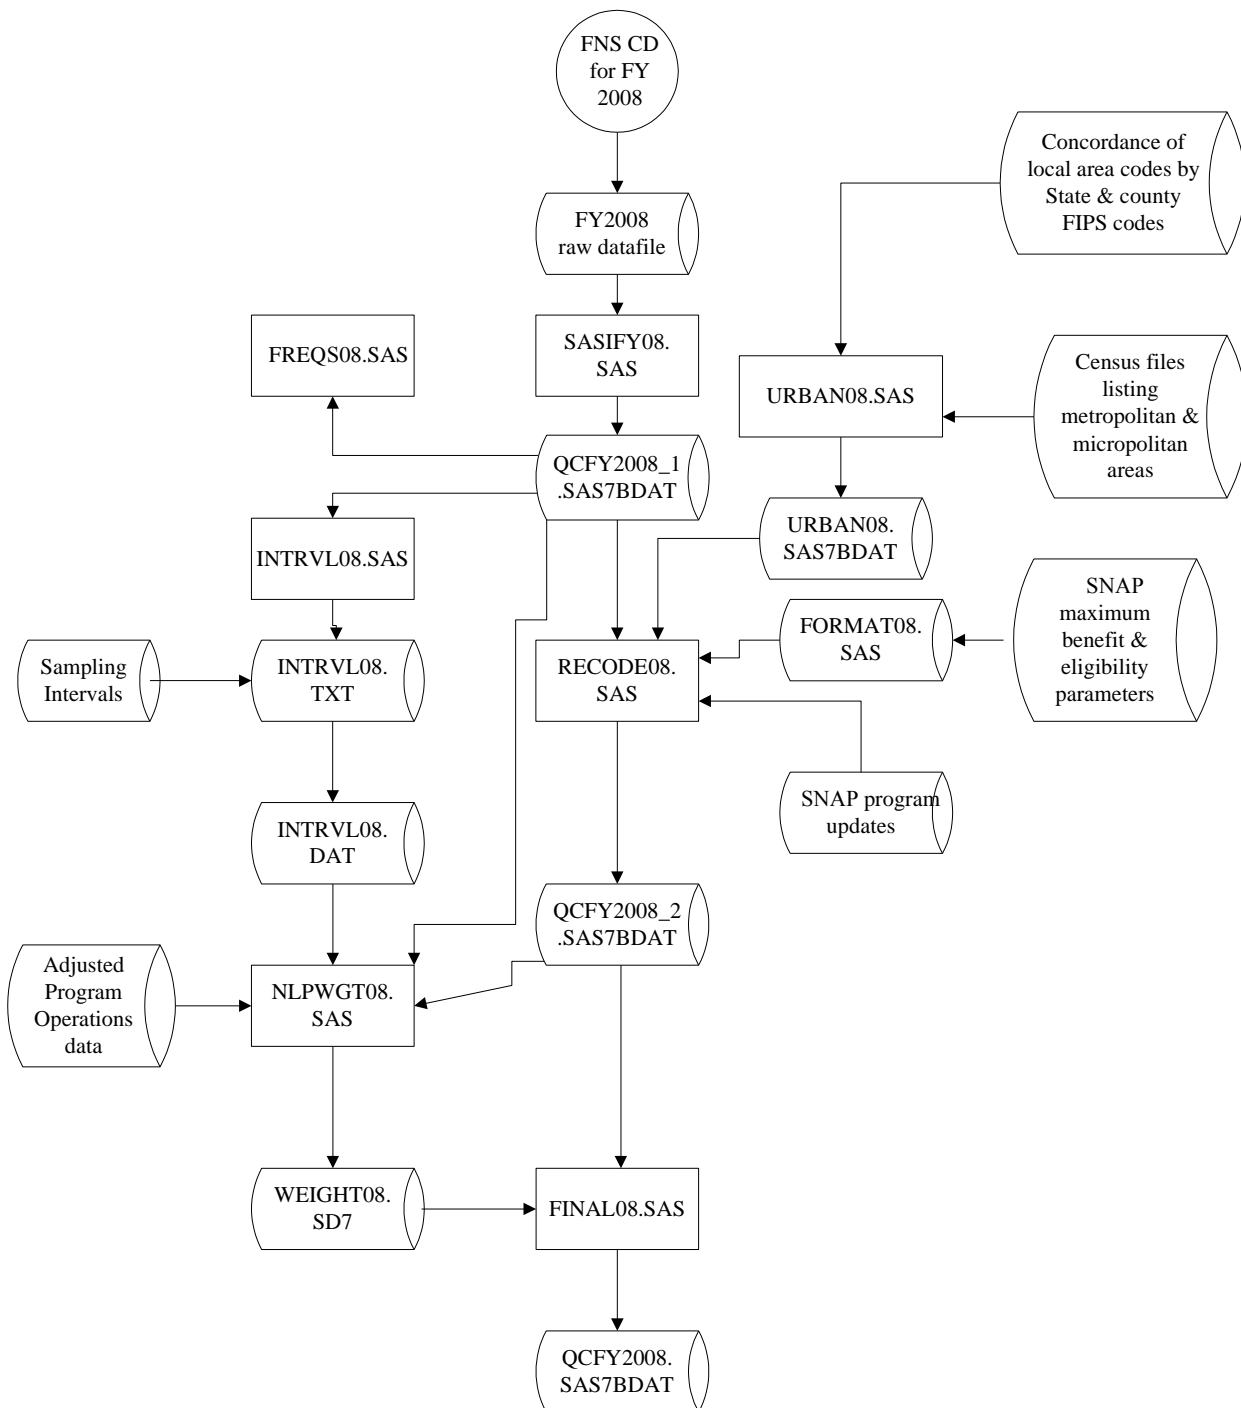 FNS CD
for FY
2008
Concordance of
local area codes by
State & county
FIPS codes
FY2008
raw datafile
FREQS08.SAS
SASIFY08.
SAS
URBAN08.SAS
Census files
listing
metropolitan &
micropolitan
areas
QCFY2008_1
.SAS7BDAT
INTRVL08.SAS
URBAN08.
SAS7BDAT
FORMAT08.
SAS
SNAP
maximum
benefit &
eligibility
parameters
Sampling
Intervals
INTRVL08.
TXT
RECODE08.
SAS
SNAP program
updates
INTRVL08.
DAT
QCFY2008_2
.SAS7BDAT
Adjusted
Program
Operations
data
NLPWGT08.
SAS
WEIGHT08.
SD7
FINAL08.SAS
QCFY2008.
SAS7BDAT